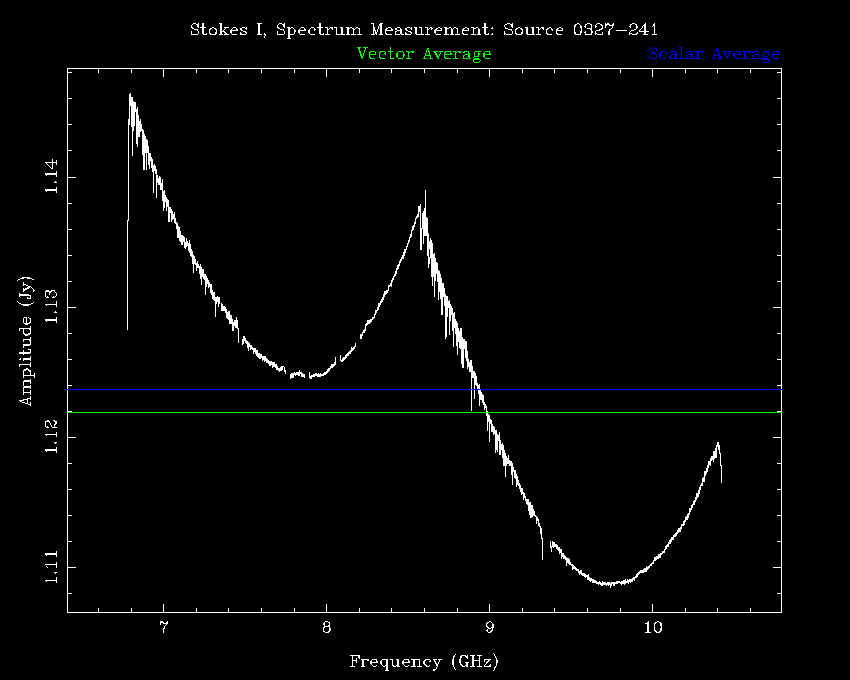 Stokes I, Spectrum Measurement: Source 0327-241
Vector Average Scalar Average
1.14
1.13
1.12
1.11
Amplitude (Jy)
7 8 9 10
Frequency (GHz)